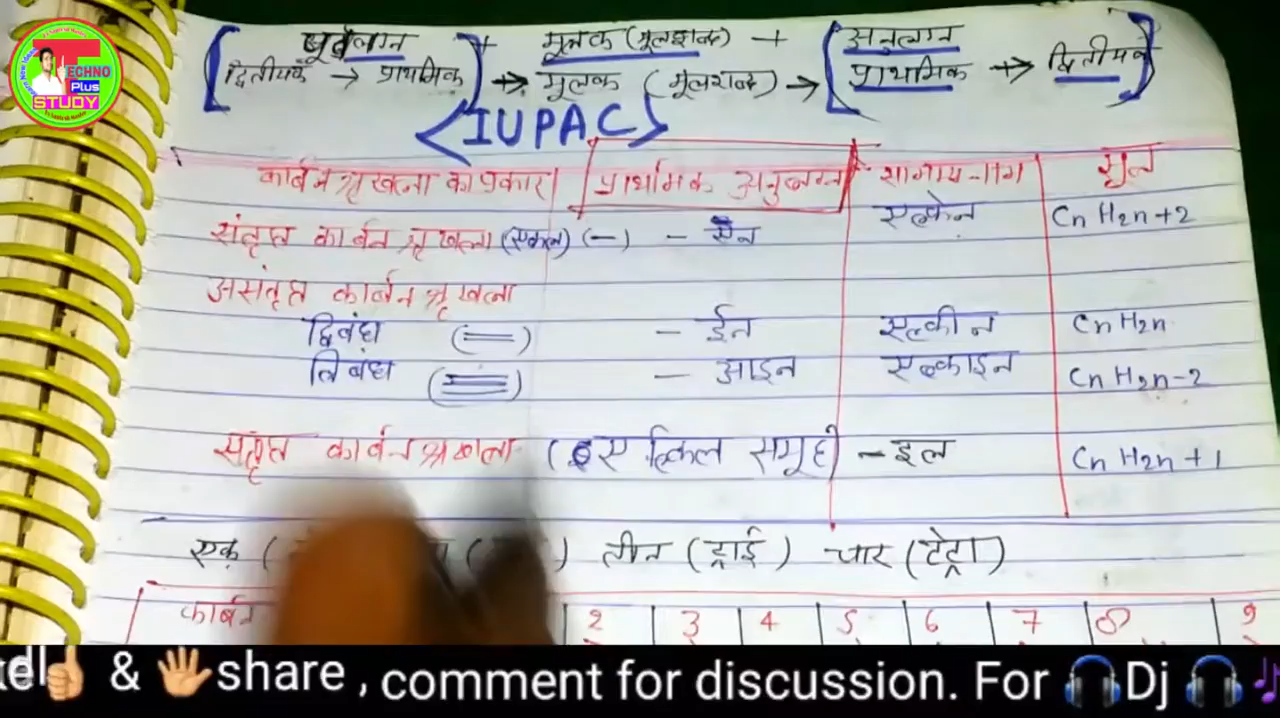 पूर्वलग्न + मूलक (मूलशब्द) + अनुलग्न
द्वितीयक → प्राथमिक → मूलक (मूलशब्द) → प्राथमिक → द्वितीयक
TECHNO
Plus
STUDY
<IUPAC>
कार्बन श्रृंखला का प्रकार प्राथमिक अनुलग्न सामान्य-नाम सूत्र
संतृप्त कार्बन श्रृंखला (एकल) (—) - ऐन एल्केन CnH2n+2
असंतृप्त कार्बन श्रृंखला
द्विबंध (=) - ईन एल्कीन CnH2n
त्रिबंध (≡) - आइन एल्काइन CnH2n-2
संतृप्त कार्बन श्रृंखला (एल्किल समूह) - इल CnH2n+1
एक ( ) तीन (ट्राई) चार (टेट्रा)
कार्बन 2 3 4 5 6 7 8 9
& share , comment for discussion. For Dj